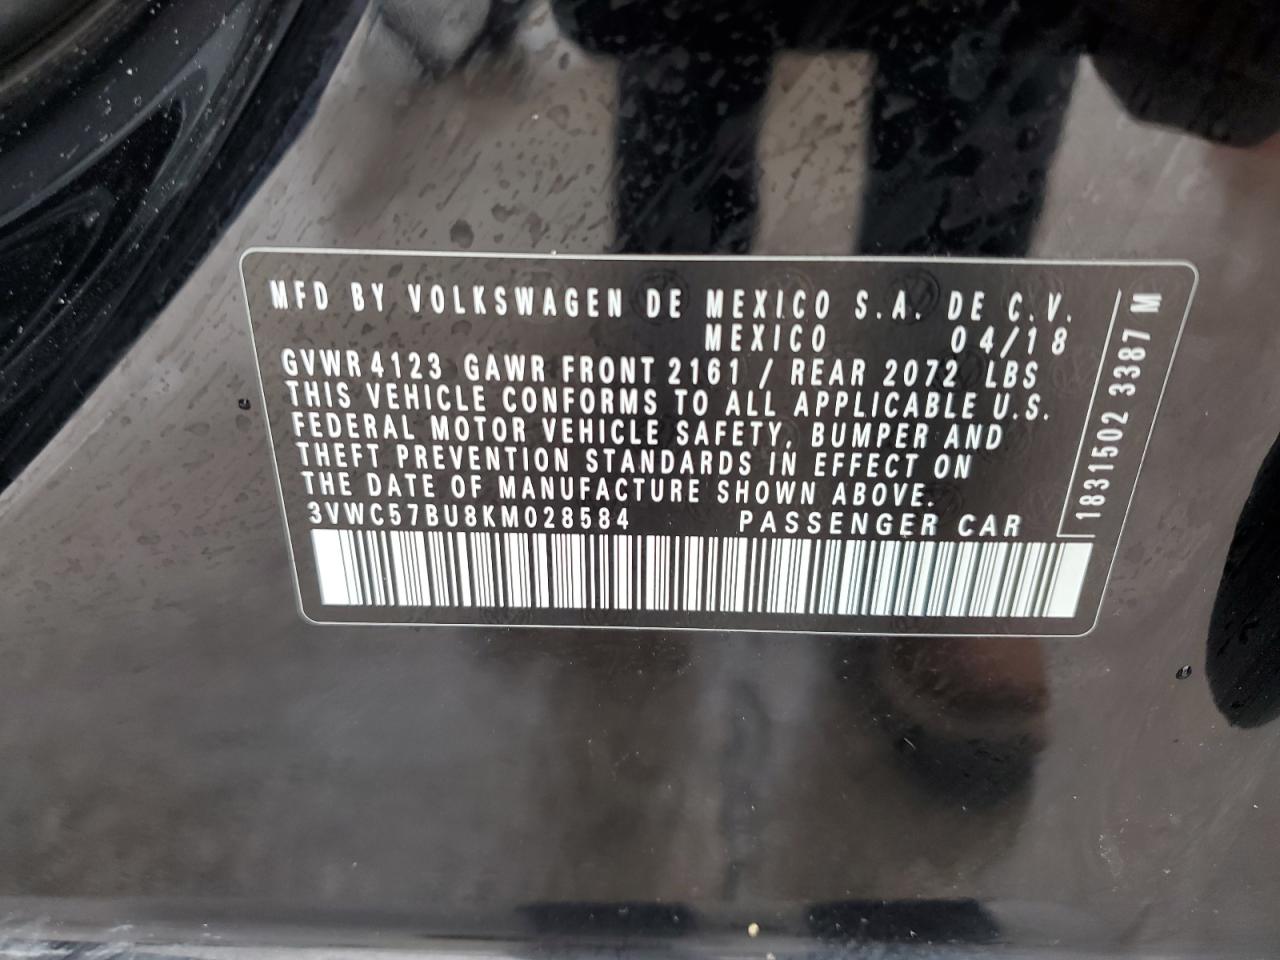 MFD BY VOLKSWAGEN DE MEXICO S.A. DE C.V.
MEXICO 04/18
GVWR 4123 GAWR FRONT 2161 / REAR 2072 LBS
THIS VEHICLE CONFORMS TO ALL APPLICABLE U.S.
FEDERAL MOTOR VEHICLE SAFETY, BUMPER AND
THEFT PREVENTION STANDARDS IN EFFECT ON
THE DATE OF MANUFACTURE SHOWN ABOVE.
3VWC57BU8KM028584 PASSENGER CAR
1831502 3387 M